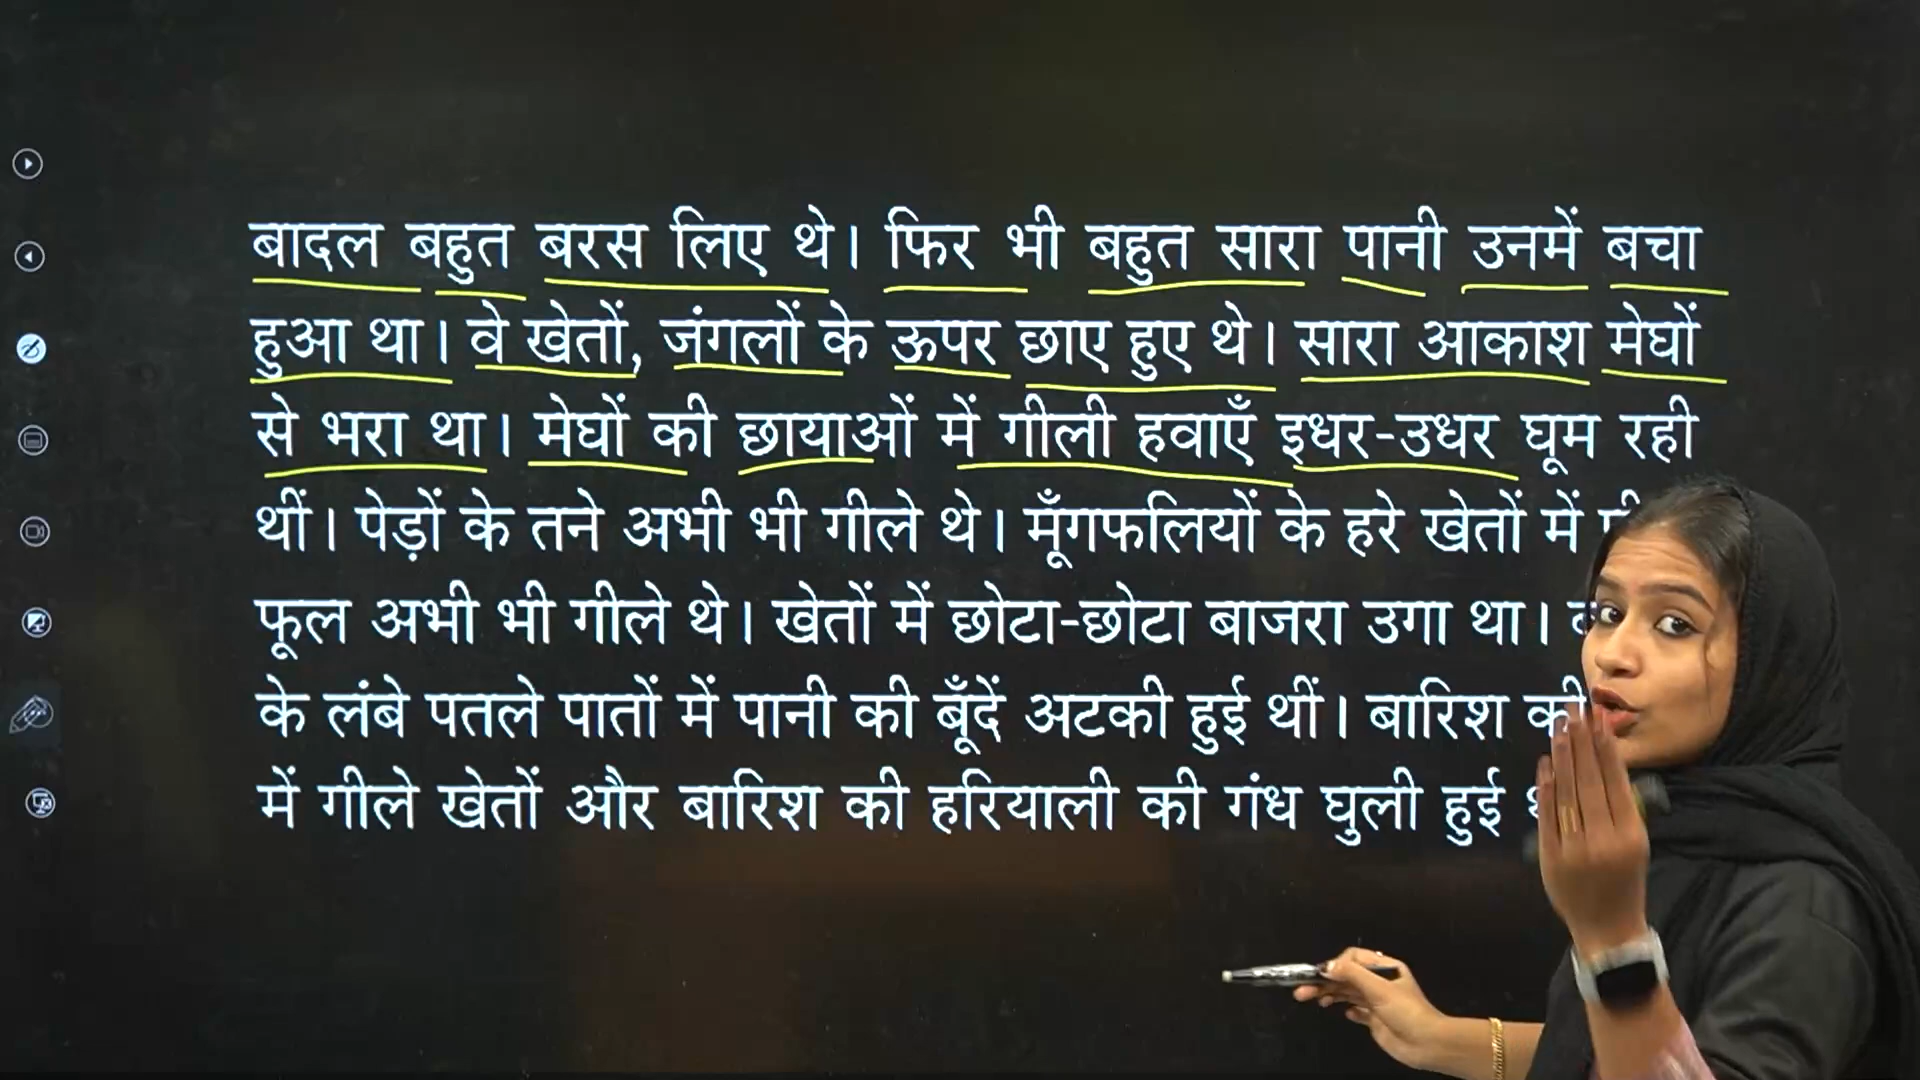 बादल बहुत बरस लिए थे। फिर भी बहुत सारा पानी उनमें बचा
हुआ था। वे खेतों, जंगलों के ऊपर छाए हुए थे। सारा आकाश मेघों
से भरा था। मेघों की छायाओं में गीली हवाएँ इधर-उधर घूम रही
थीं। पेड़ों के तने अभी भी गीले थे। मूँगफलियों के हरे खेतों में
फूल अभी भी गीले थे। खेतों में छोटा-छोटा बाजरा उगा था।
के लंबे पतले पातों में पानी की बूँदें अटकी हुई थीं। बारिश की
में गीले खेतों और बारिश की हरियाली की गंध घुली हुई